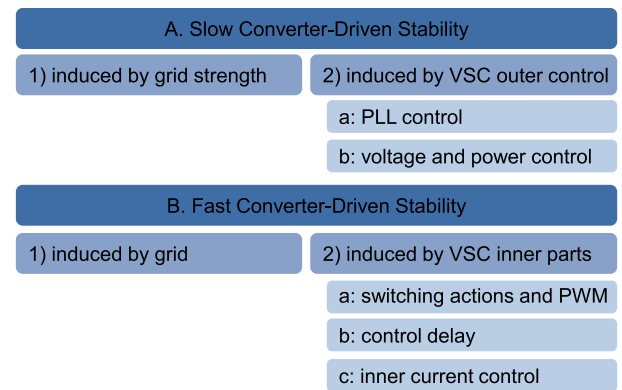 A. Slow Converter-Driven Stability
1) induced by grid strength
2) induced by VSC outer control
a: PLL control
b: voltage and power control
B. Fast Converter-Driven Stability
1) induced by grid
2) induced by VSC inner parts
a: switching actions and PWM
b: control delay
c: inner current control